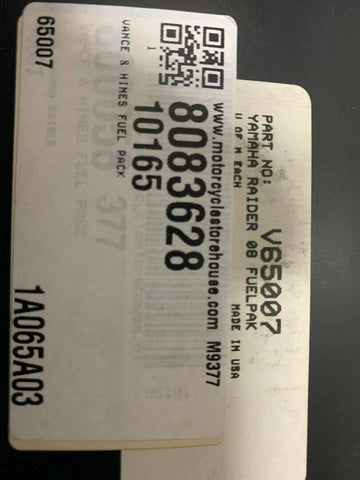 www.motorcyclestorehouse.com M9377
8083628
10165
1
VANCE & HINES FUEL PACK
65007
1A065A03
PART NO: V65007
YAMAHA RAIDER 08 FUELPAK
U OF M EACH
MADE IN USA